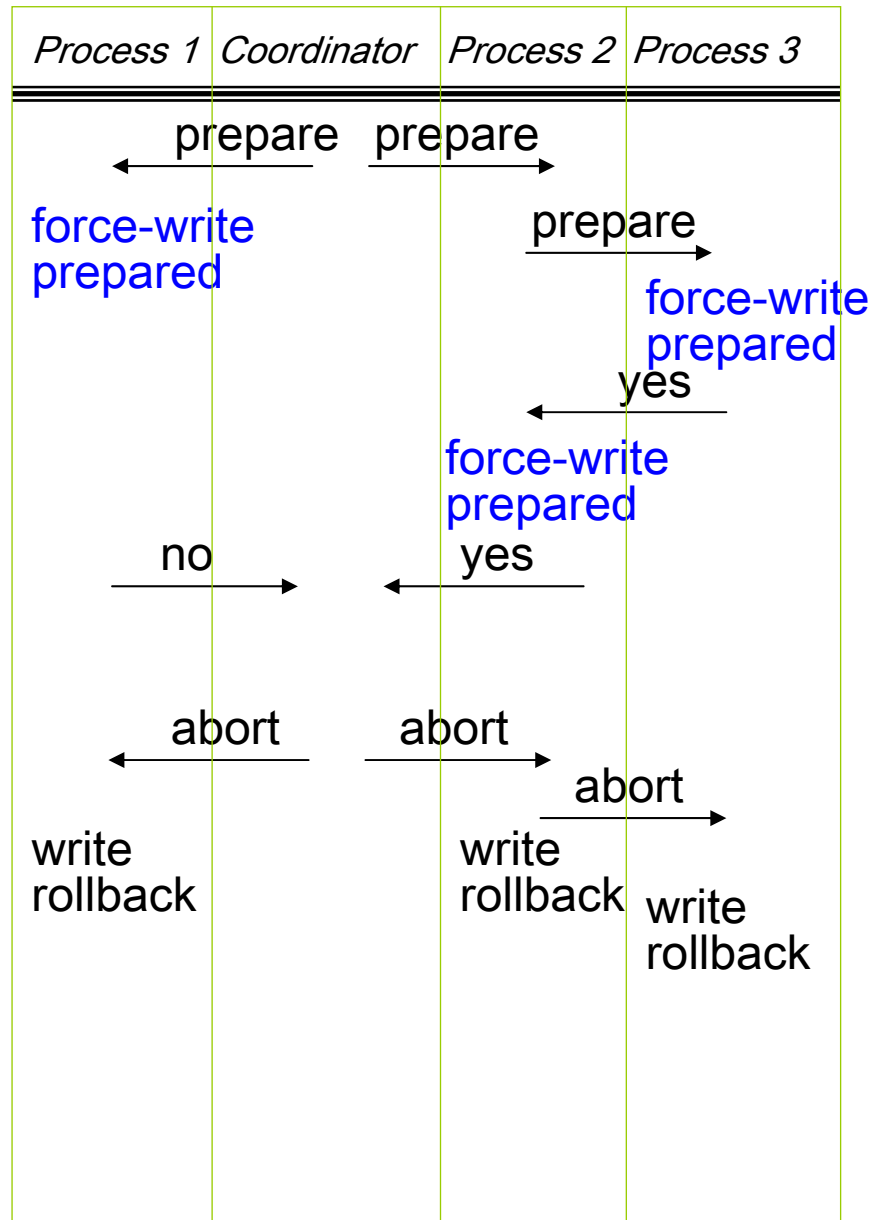 Process 1 Coordinator Process 2 Process 3
prepare prepare
force-write
prepared
prepare
force-write
prepared
yes
force-write
prepared
no yes
abort abort
abort
write
rollback
write
rollback
write
rollback